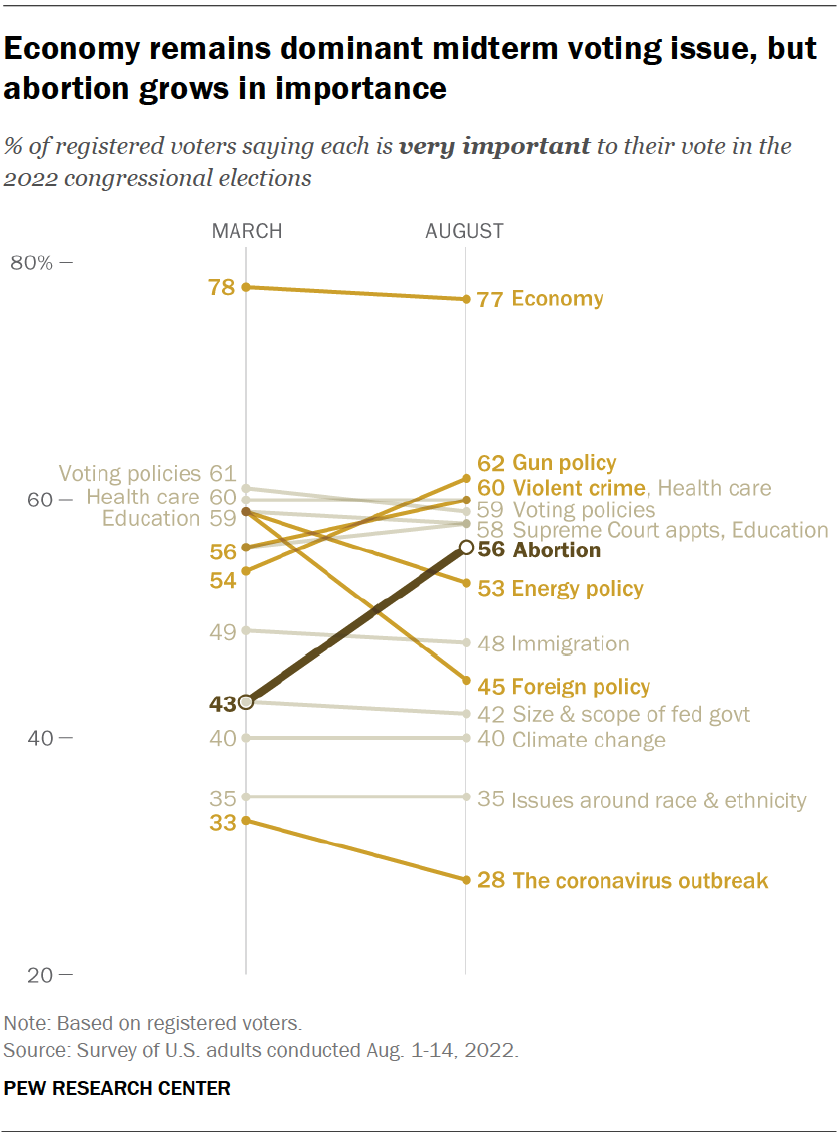 Economy remains dominant midterm voting issue, but
abortion grows in importance
% of registered voters saying each is very important to their vote in the
2022 congressional elections
MARCH AUGUST
80%
78 77 Economy
62 Gun policy
Voting policies 61
60 Violent crime, Health care
60 Health care 60
59 Voting policies
Education 59
58 Supreme Court appts, Education
56 56 Abortion
54
53 Energy policy
49 48 Immigration
45 Foreign policy
43
42 Size & scope of fed govt
40 40 40 Climate change
35 35 Issues around race & ethnicity
33
28 The coronavirus outbreak
20
Note: Based on registered voters.
Source: Survey of U.S. adults conducted Aug. 1-14, 2022.
PEW RESEARCH CENTER